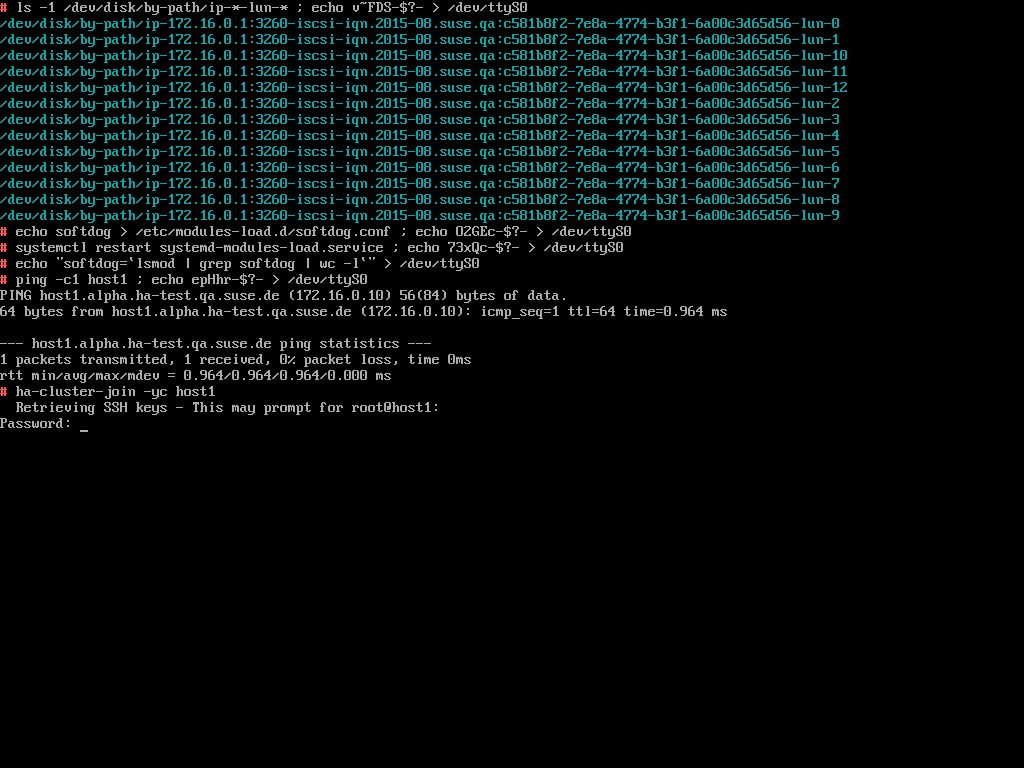 # ls -1 /dev/disk/by-path/ip-*-lun-* ; echo v~FDS-$?- > /dev/ttyS0
/dev/disk/by-path/ip-172.16.0.1:3260-iscsi-iqn.2015-08.suse.qa:c581b8f2-7e8a-4774-b3f1-6a00c3d65d56-lun-0
/dev/disk/by-path/ip-172.16.0.1:3260-iscsi-iqn.2015-08.suse.qa:c581b8f2-7e8a-4774-b3f1-6a00c3d65d56-lun-1
/dev/disk/by-path/ip-172.16.0.1:3260-iscsi-iqn.2015-08.suse.qa:c581b8f2-7e8a-4774-b3f1-6a00c3d65d56-lun-10
/dev/disk/by-path/ip-172.16.0.1:3260-iscsi-iqn.2015-08.suse.qa:c581b8f2-7e8a-4774-b3f1-6a00c3d65d56-lun-11
/dev/disk/by-path/ip-172.16.0.1:3260-iscsi-iqn.2015-08.suse.qa:c581b8f2-7e8a-4774-b3f1-6a00c3d65d56-lun-12
/dev/disk/by-path/ip-172.16.0.1:3260-iscsi-iqn.2015-08.suse.qa:c581b8f2-7e8a-4774-b3f1-6a00c3d65d56-lun-2
/dev/disk/by-path/ip-172.16.0.1:3260-iscsi-iqn.2015-08.suse.qa:c581b8f2-7e8a-4774-b3f1-6a00c3d65d56-lun-3
/dev/disk/by-path/ip-172.16.0.1:3260-iscsi-iqn.2015-08.suse.qa:c581b8f2-7e8a-4774-b3f1-6a00c3d65d56-lun-4
/dev/disk/by-path/ip-172.16.0.1:3260-iscsi-iqn.2015-08.suse.qa:c581b8f2-7e8a-4774-b3f1-6a00c3d65d56-lun-5
/dev/disk/by-path/ip-172.16.0.1:3260-iscsi-iqn.2015-08.suse.qa:c581b8f2-7e8a-4774-b3f1-6a00c3d65d56-lun-6
/dev/disk/by-path/ip-172.16.0.1:3260-iscsi-iqn.2015-08.suse.qa:c581b8f2-7e8a-4774-b3f1-6a00c3d65d56-lun-7
/dev/disk/by-path/ip-172.16.0.1:3260-iscsi-iqn.2015-08.suse.qa:c581b8f2-7e8a-4774-b3f1-6a00c3d65d56-lun-8
/dev/disk/by-path/ip-172.16.0.1:3260-iscsi-iqn.2015-08.suse.qa:c581b8f2-7e8a-4774-b3f1-6a00c3d65d56-lun-9
# echo softdog > /etc/modules-load.d/softdog.conf ; echo O2GEc-$?- > /dev/ttyS0
# systemctl restart systemd-modules-load.service ; echo 73xQc-$?- > /dev/ttyS0
# echo "softdog=`lsmod | grep softdog | wc -l`" > /dev/ttyS0
# ping -c1 host1 ; echo epHhr-$?- > /dev/ttyS0
PING host1.alpha.ha-test.qa.suse.de (172.16.0.10) 56(84) bytes of data.
64 bytes from host1.alpha.ha-test.qa.suse.de (172.16.0.10): icmp_seq=1 ttl=64 time=0.964 ms

--- host1.alpha.ha-test.qa.suse.de ping statistics ---
1 packets transmitted, 1 received, 0% packet loss, time 0ms
rtt min/avg/max/mdev = 0.964/0.964/0.964/0.000 ms
# ha-cluster-join -yc host1
  Retrieving SSH keys - This may prompt for root@host1:
Password: _